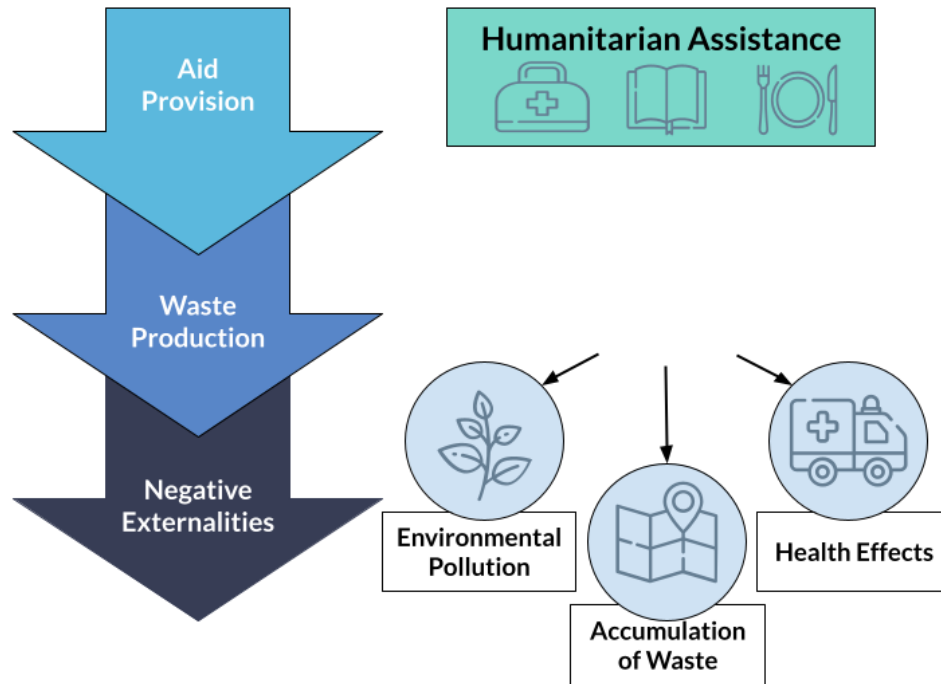 Aid
Provision
Humanitarian Assistance
Waste
Production
Negative
Externalities
Environmental
Pollution
Accumulation
of Waste
Health Effects